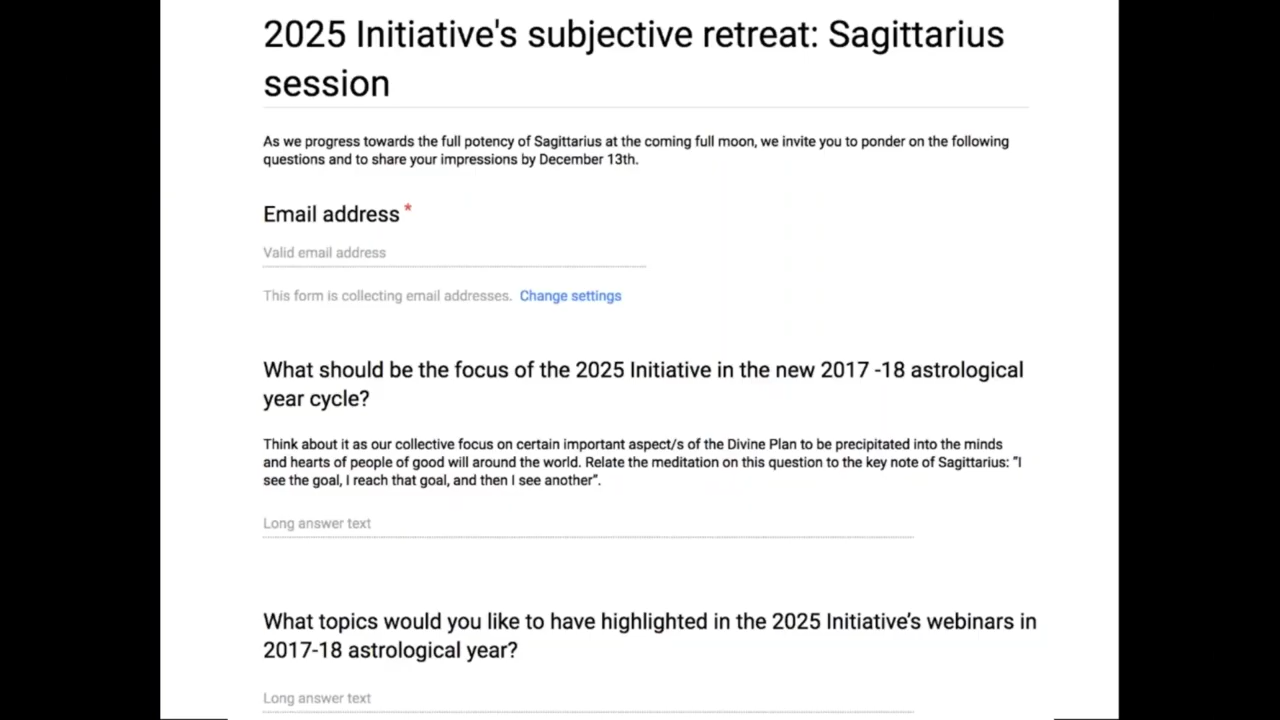 2025 Initiative's subjective retreat: Sagittarius
session
As we progress towards the full potency of Sagittarius at the coming full moon, we invite you to ponder on the following
questions and to share your impressions by December 13th.
Email address *
Valid email address
This form is collecting email addresses. Change settings
What should be the focus of the 2025 Initiative in the new 2017 -18 astrological
year cycle?
Think about it as our collective focus on certain important aspect/s of the Divine Plan to be precipitated into the minds
and hearts of people of good will around the world. Relate the meditation on this question to the key note of Sagittarius: “I
see the goal, I reach that goal, and then I see another”.
Long answer text
What topics would you like to have highlighted in the 2025 Initiative’s webinars in
2017-18 astrological year?
Long answer text